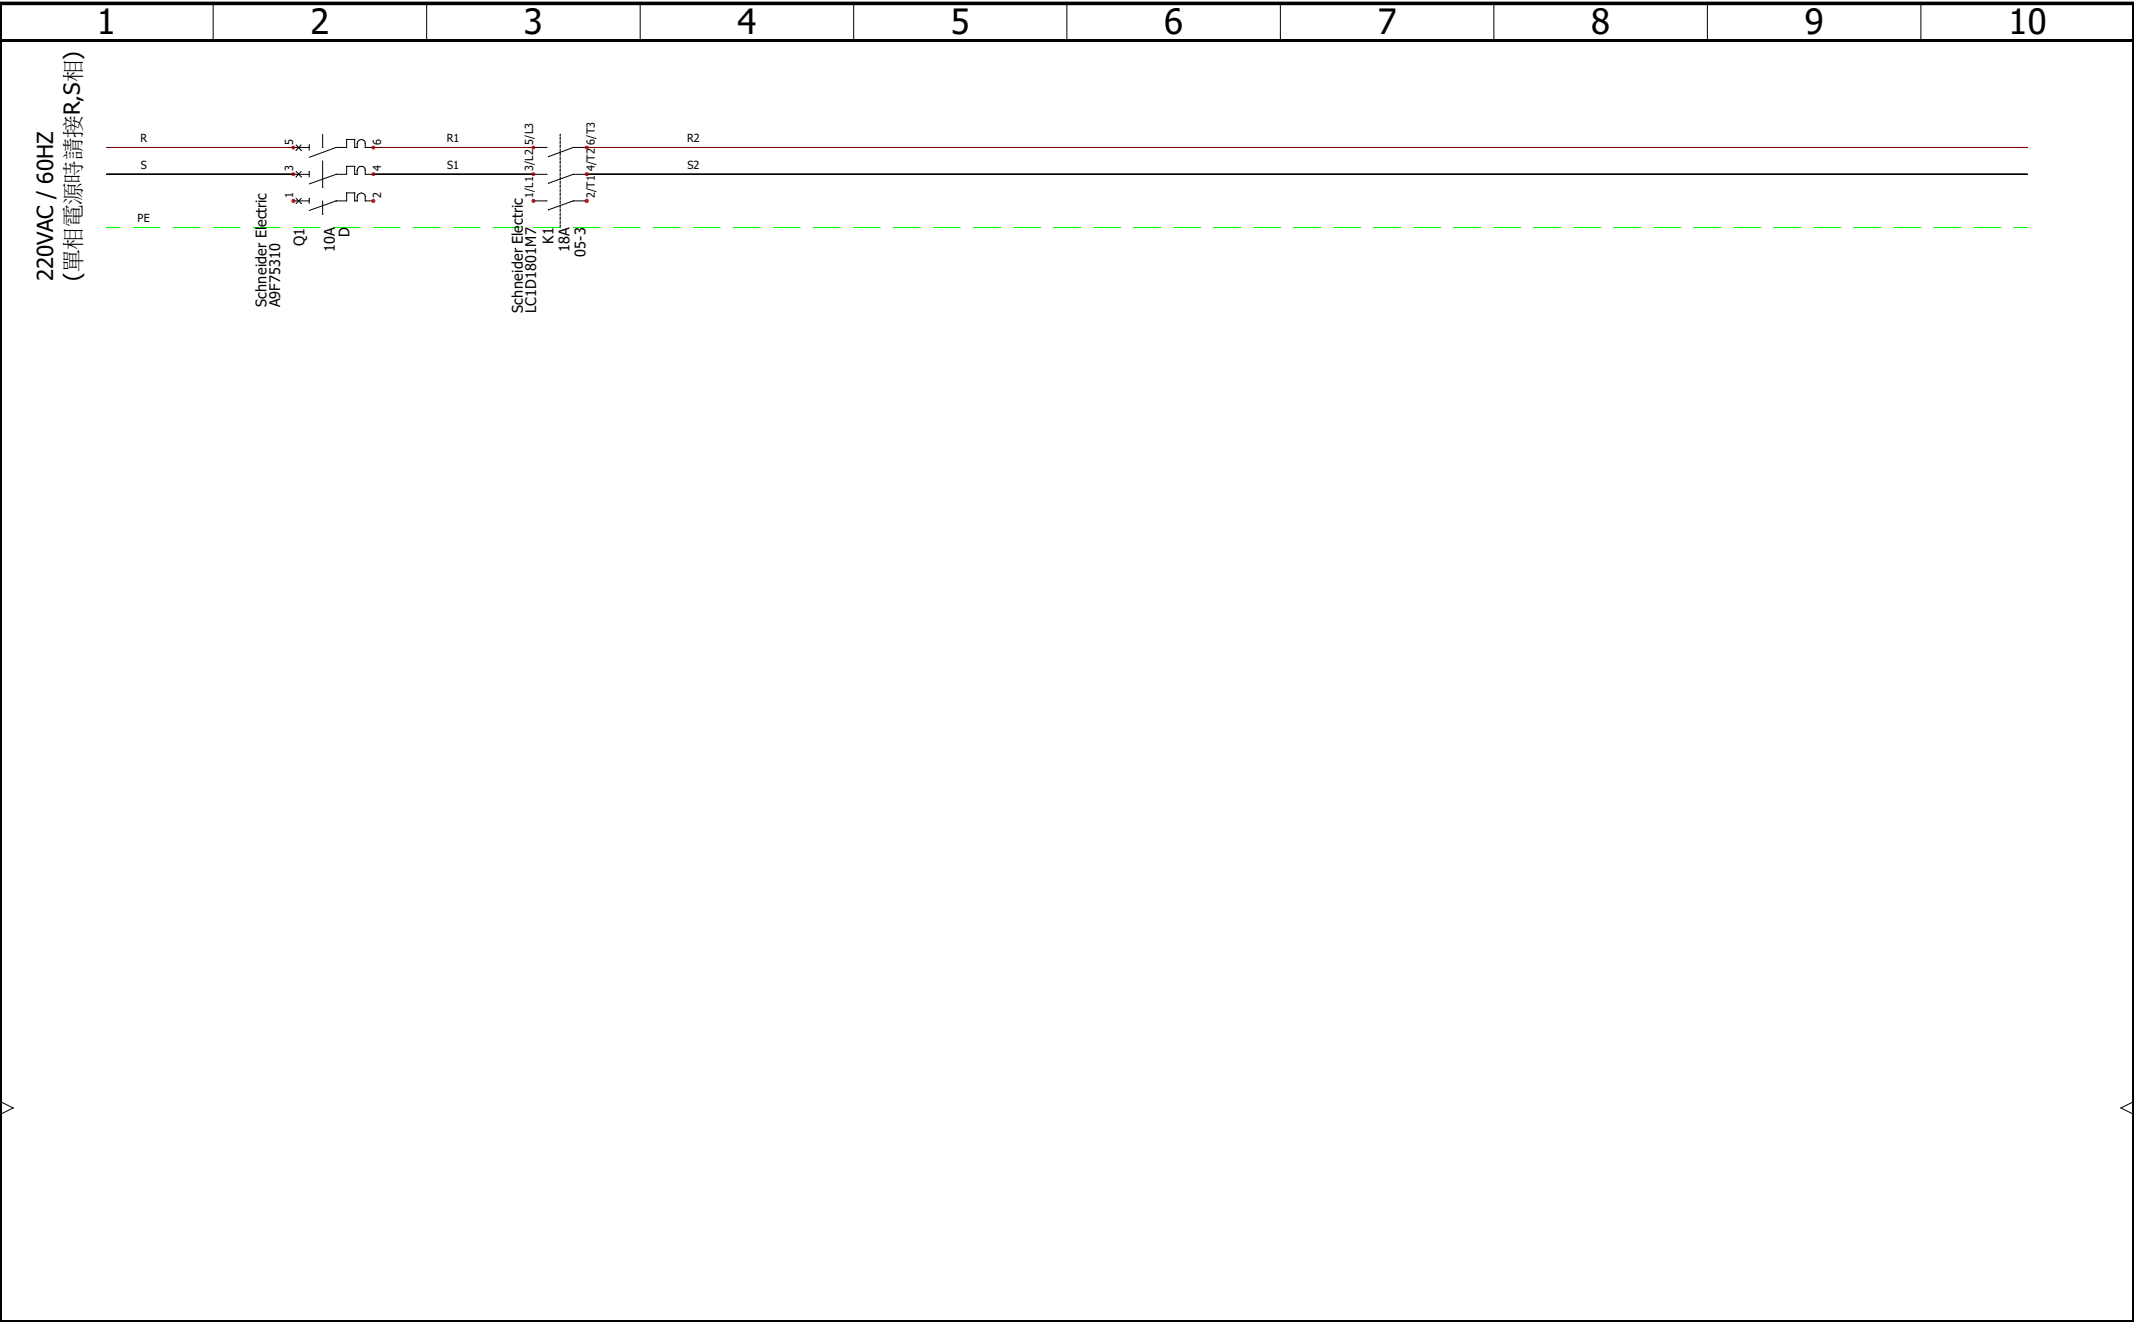 1 2 3 4 5 6 7 8 9 10
220VAC / 60HZ
(單相電源時請接R,S相)
R
S
PE
5
3
1
6
4
2
Schneider Electric
A9F75310
Q1
10A
D
R1
S1
5/L3
3/L2
1/L1
6/T3
4/T2
2/T1
Schneider Electric
LC1D1801M7
K1
18A
05-3
R2
S2